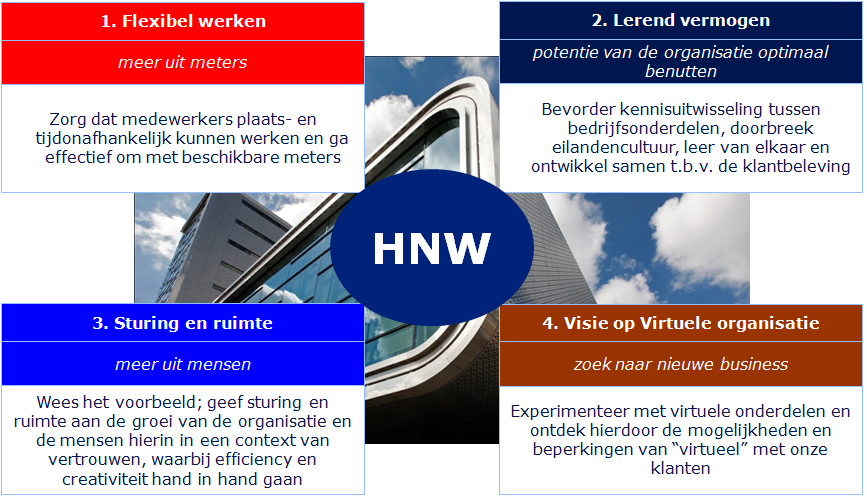 1. Flexibel werken
meer uit meters
Zorg dat medewerkers plaats- en
tijdonafhankelijk kunnen werken en ga
effectief om met beschikbare meters
2. Lerend vermogen
potentie van de organisatie optimaal
benutten
Bevorder kennisuitwisseling tussen
bedrijfsonderdelen, doorbreek
eilandencultuur, leer van elkaar en
ontwikkel samen t.b.v. de klantbeleving
HNW
3. Sturing en ruimte
meer uit mensen
Wees het voorbeeld; geef sturing en
ruimte aan de groei van de organisatie en
de mensen hierin in een context van
vertrouwen, waarbij efficiency en
creativiteit hand in hand gaan
4. Visie op Virtuele organisatie
zoek naar nieuwe business
Experimenteer met virtuele onderdelen en
ontdek hierdoor de mogelijkheden en
beperkingen van “virtueel” met onze
klanten